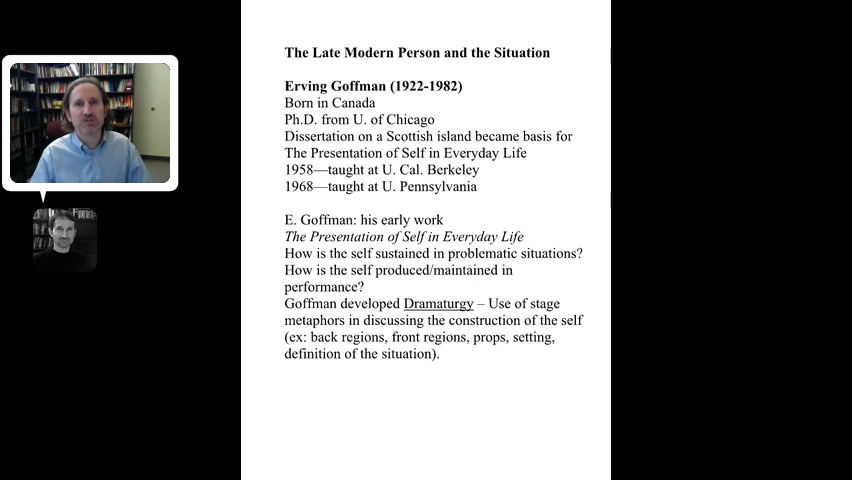 The Late Modern Person and the Situation
Erving Goffman (1922-1982)
Born in Canada
Ph.D. from U. of Chicago
Dissertation on a Scottish island became basis for
The Presentation of Self in Everyday Life
1958—taught at U. Cal. Berkeley
1968—taught at U. Pennsylvania
E. Goffman: his early work
The Presentation of Self in Everyday Life
How is the self sustained in problematic situations?
How is the self produced/maintained in
performance?
Goffman developed Dramaturgy – Use of stage
metaphors in discussing the construction of the self
(ex: back regions, front regions, props, setting,
definition of the situation).